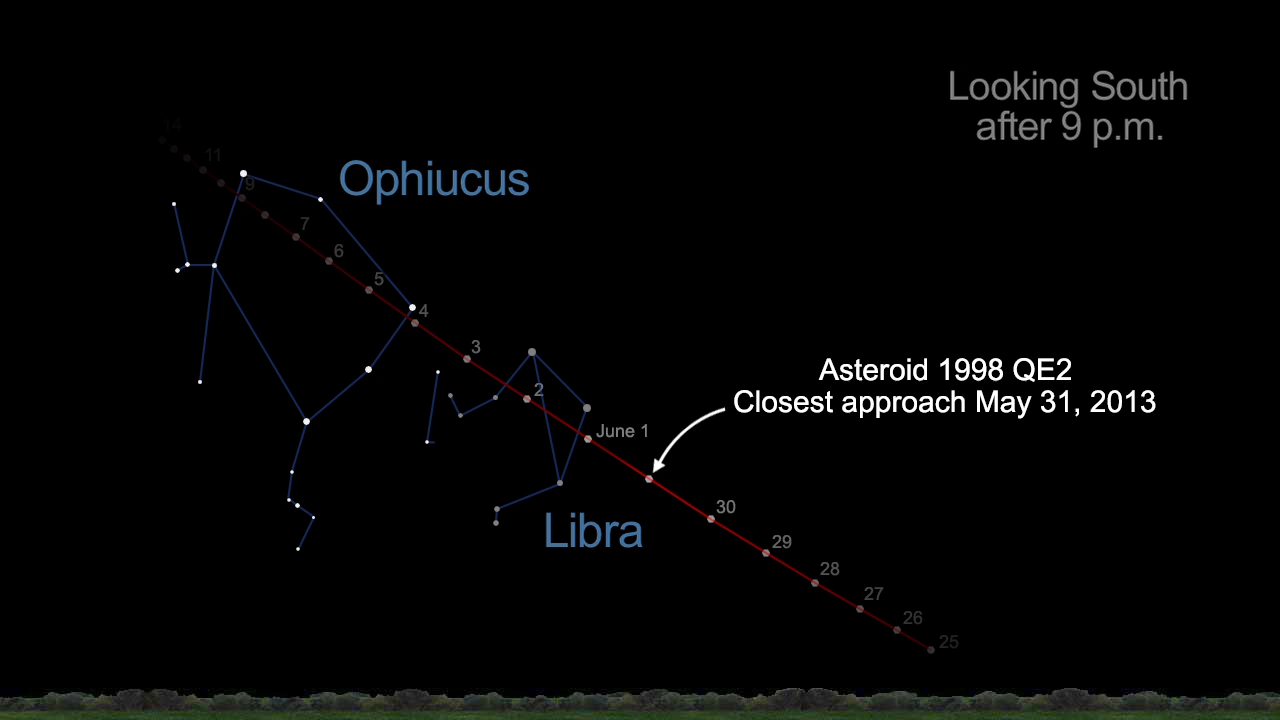 Looking South
after 9 p.m.
14
11
9
Ophiucus
7
6
5
4
3
2
June 1
Asteroid 1998 QE2
Closest approach May 31, 2013
30
Libra
29
28
27
26
25